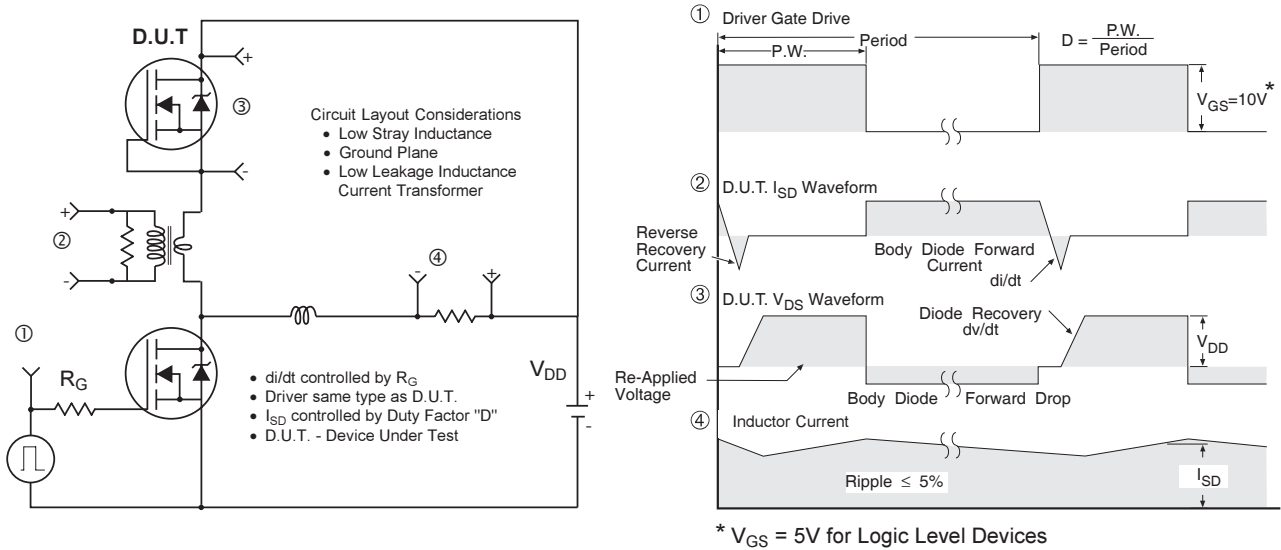 D.U.T
+
③
-
Circuit Layout Considerations
• Low Stray Inductance
• Ground Plane
• Low Leakage Inductance
Current Transformer
+
②
-
④
- +
①
R_G
V_DD
+
-
• di/dt controlled by R_G
• Driver same type as D.U.T.
• I_SD controlled by Duty Factor "D"
• D.U.T. - Device Under Test
① Driver Gate Drive
P.W.
Period
D = P.W.
Period
V_GS=10V *
② D.U.T. I_SD Waveform
Reverse
Recovery
Current
Body Diode Forward
Current
di/dt
③ D.U.T. V_DS Waveform
Diode Recovery
dv/dt
V_DD
Re-Applied
Voltage
Body Diode Forward Drop
④ Inductor Current
Ripple ≤ 5%
I_SD
* V_GS = 5V for Logic Level Devices